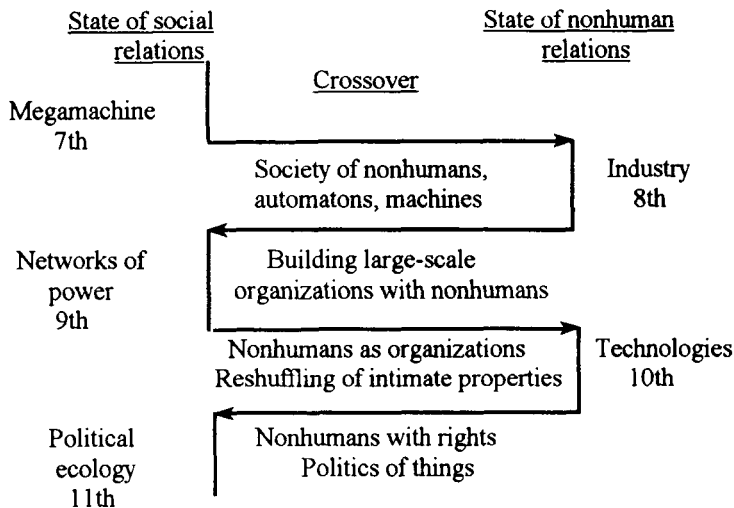 State of social
relations
State of nonhuman
relations
Crossover
Megamachine
7th
Society of nonhumans,
automatons, machines
Industry
8th
Networks of
power
9th
Building large-scale
organizations with nonhumans
Nonhumans as organizations
Reshuffling of intimate properties
Technologies
10th
Political
ecology
11th
Nonhumans with rights
Politics of things